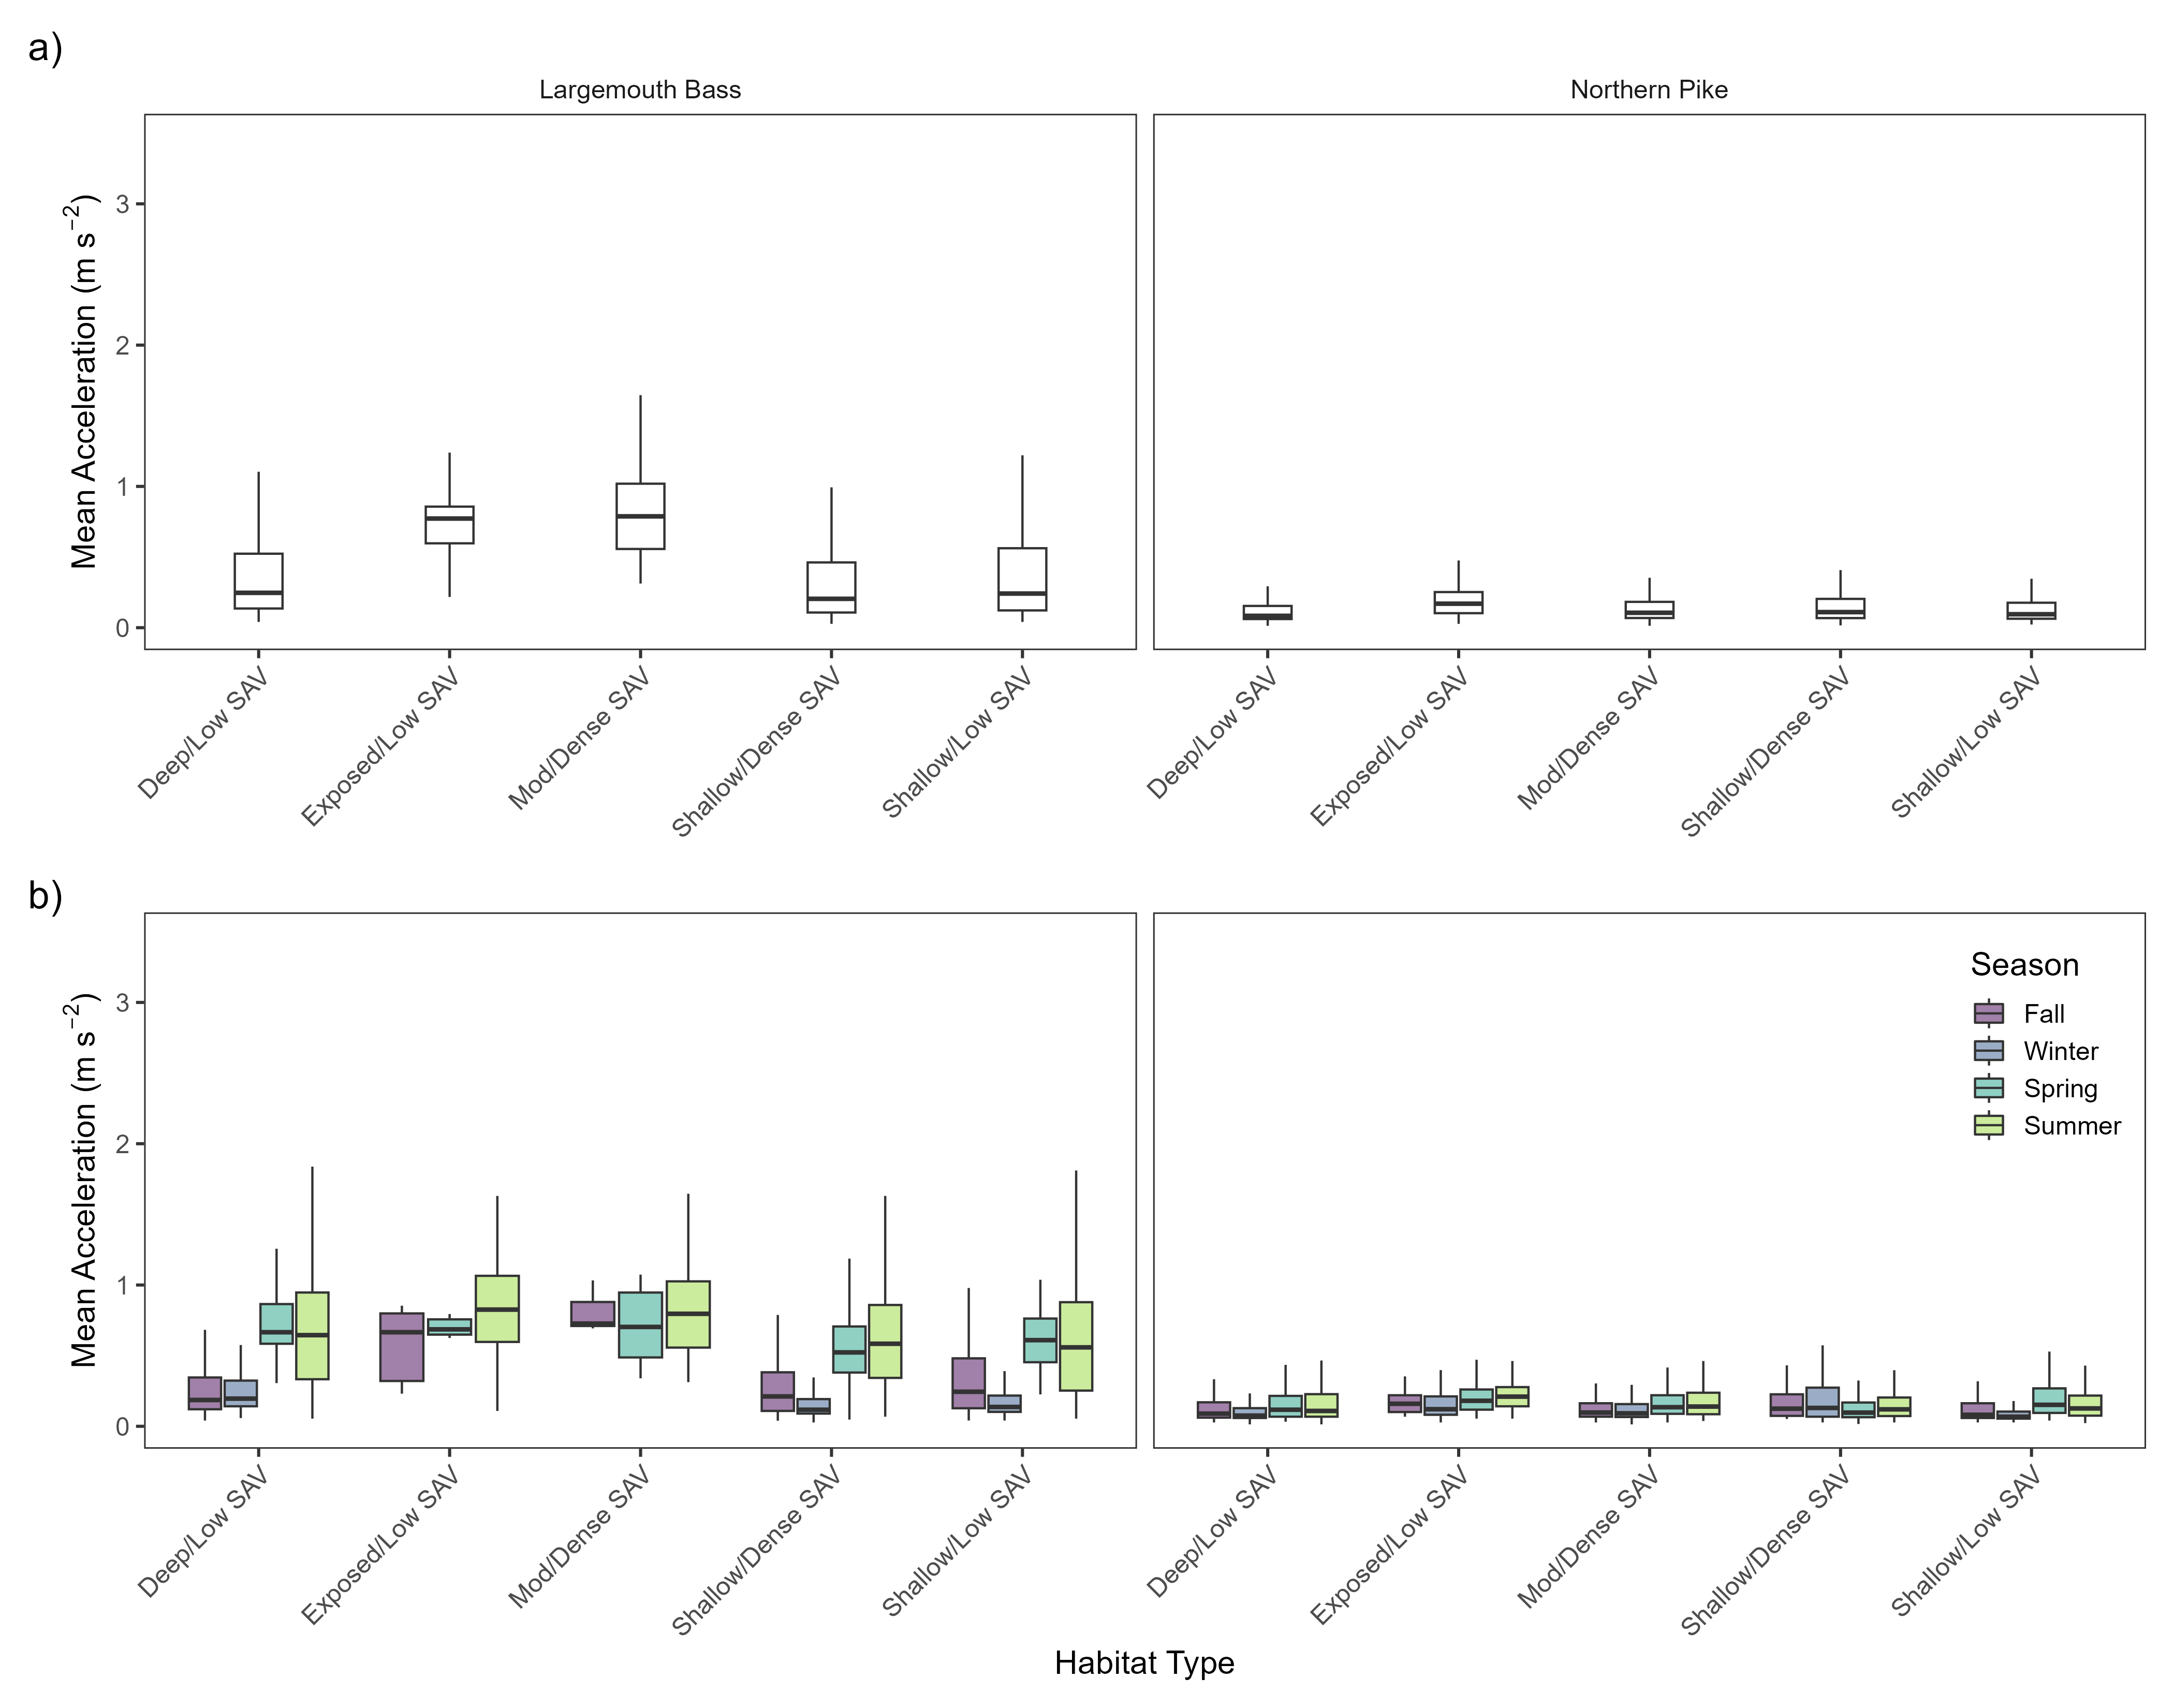 a)
Largemouth Bass
Northern Pike
Mean Acceleration (m s⁻²)
3
2
1
0
Deep/Low SAV
Exposed/Low SAV
Mod/Dense SAV
Shallow/Dense SAV
Shallow/Low SAV
Deep/Low SAV
Exposed/Low SAV
Mod/Dense SAV
Shallow/Dense SAV
Shallow/Low SAV
b)
Mean Acceleration (m s⁻²)
3
2
1
0
Season
Fall
Winter
Spring
Summer
Deep/Low SAV
Exposed/Low SAV
Mod/Dense SAV
Shallow/Dense SAV
Shallow/Low SAV
Deep/Low SAV
Exposed/Low SAV
Mod/Dense SAV
Shallow/Dense SAV
Shallow/Low SAV
Habitat Type